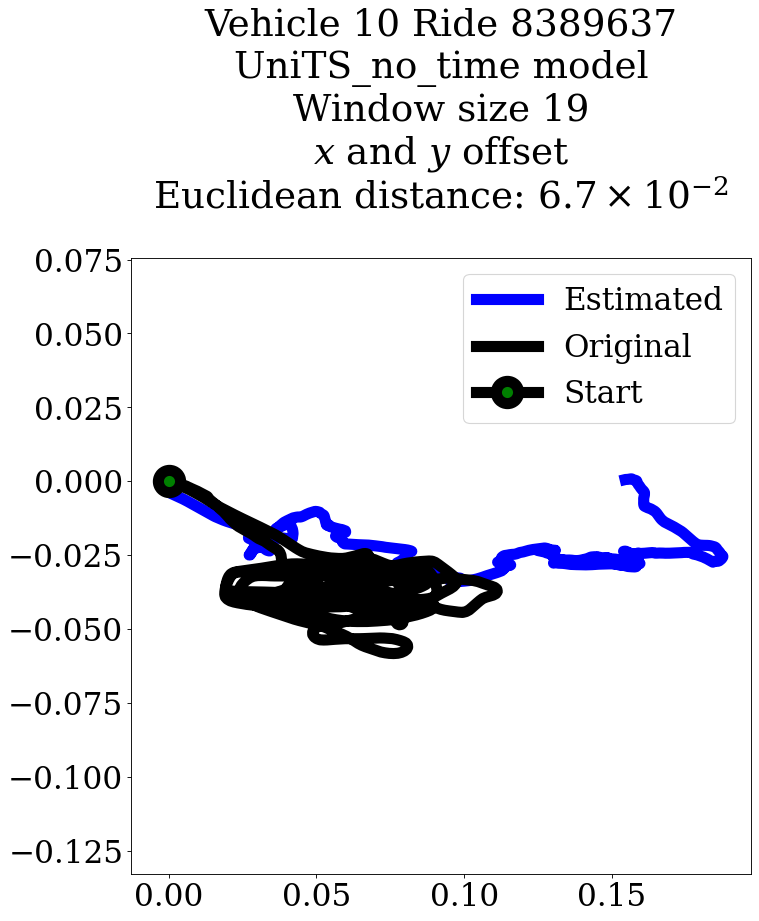 Vehicle 10 Ride 8389637
UniTS_no_time model
Window size 19
x and y offset
Euclidean distance: 6.7 × 10⁻²
Estimated
Original
Start
0.075
0.050
0.025
0.000
−0.025
−0.050
−0.075
−0.100
−0.125
0.00 0.05 0.10 0.15